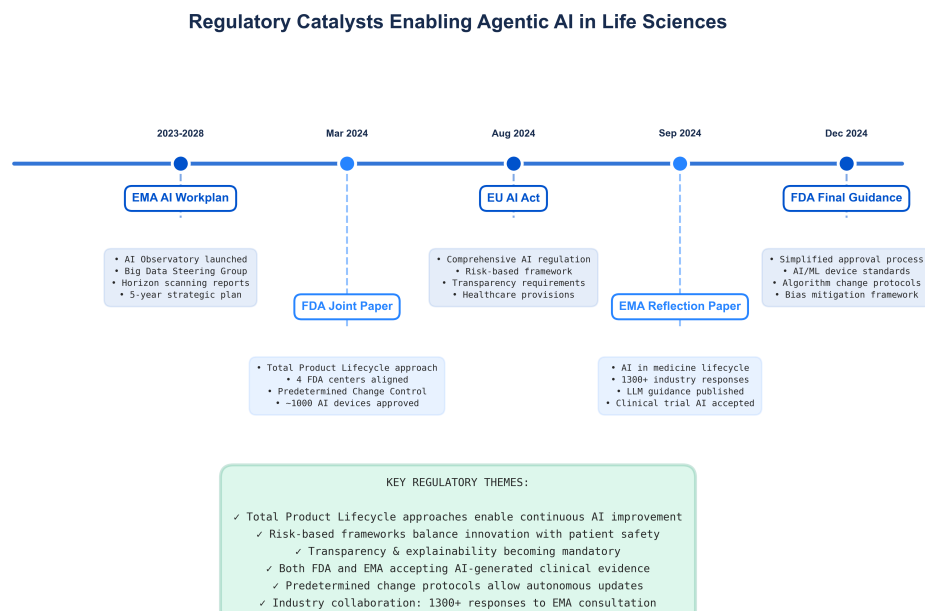 Regulatory Catalysts Enabling Agentic AI in Life Sciences
2023-2028
Mar 2024
Aug 2024
Sep 2024
Dec 2024
EMA AI Workplan
EU AI Act
FDA Final Guidance
• AI Observatory launched
• Big Data Steering Group
• Horizon scanning reports
• 5-year strategic plan
• Comprehensive AI regulation
• Risk-based framework
• Transparency requirements
• Healthcare provisions
• Simplified approval process
• AI/ML device standards
• Algorithm change protocols
• Bias mitigation framework
FDA Joint Paper
EMA Reflection Paper
• Total Product Lifecycle approach
• 4 FDA centers aligned
• Predetermined Change Control
• ~1000 AI devices approved
• AI in medicine lifecycle
• 1300+ industry responses
• LLM guidance published
• Clinical trial AI accepted
KEY REGULATORY THEMES:
✓ Total Product Lifecycle approaches enable continuous AI improvement
✓ Risk-based frameworks balance innovation with patient safety
✓ Transparency & explainability becoming mandatory
✓ Both FDA and EMA accepting AI-generated clinical evidence
✓ Predetermined change protocols allow autonomous updates
✓ Industry collaboration: 1300+ responses to EMA consultation